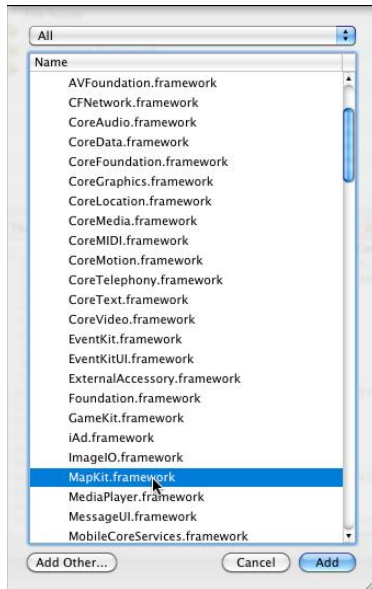 All
Name
AVFoundation.framework
CFNetwork.framework
CoreAudio.framework
CoreData.framework
CoreFoundation.framework
CoreGraphics.framework
CoreLocation.framework
CoreMedia.framework
CoreMIDI.framework
CoreMotion.framework
CoreTelephony.framework
CoreText.framework
CoreVideo.framework
EventKit.framework
EventKitUI.framework
ExternalAccessory.framework
Foundation.framework
GameKit.framework
iAd.framework
ImageIO.framework
MapKit.framework
MediaPlayer.framework
MessageUI.framework
MobileCoreServices.framework
Add Other... Cancel Add